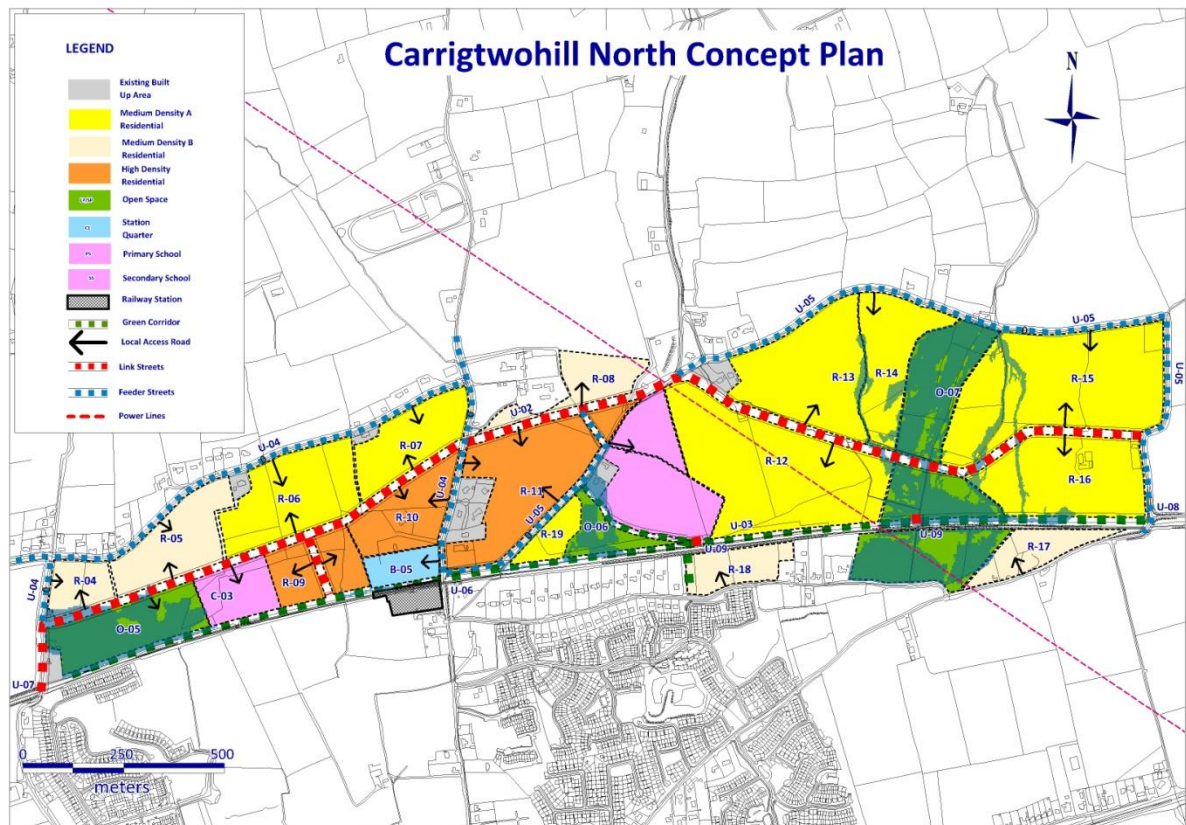 Carrigtwohill North Concept Plan
N
LEGEND
Existing Built
Up Area
Medium Density A
Residential
Medium Density B
Residential
High Density
Residential
Open Space
Station
Quarter
Primary School
Secondary School
Railway Station
Green Corridor
Local Access Road
Link Streets
Feeder Streets
Power Lines
U-05
U-05
U-05
R-13
R-14
O-07
R-15
R-08
U-02
R-07
U-04
R-12
R-16
R-06
U-04
R-11
R-10
U-05
R-05
R-19
O-06
U-03
U-08
U-09
U-09
R-17
R-18
B-05
U-06
R-09
C-03
R-04
U-04
O-05
U-07
0 250 500
meters